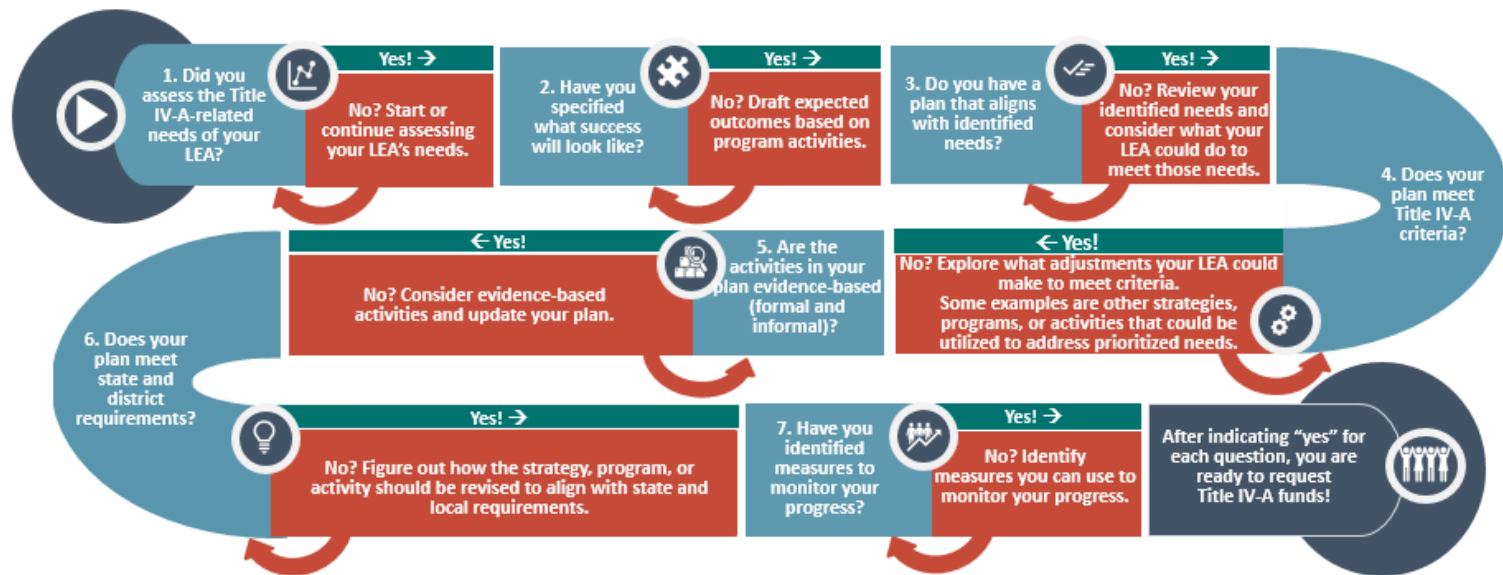 1. Did you
assess the Title
IV-A-related
needs of your
LEA?
Yes! →
No? Start or
continue assessing
your LEA's needs.
2. Have you
specified
what success
will look like?
Yes! →
No? Draft expected
outcomes based on
program activities.
3. Do you have a
plan that aligns
with identified
needs?
Yes! →
No? Review your
identified needs and
consider what your
LEA could do to
meet those needs.
4. Does your
plan meet
Title IV-A
criteria?
← Yes!
No? Explore what adjustments your LEA could
make to meet criteria.
Some examples are other strategies,
programs, or activities that could be
utilized to address prioritized needs.
5. Are the
activities in your
plan evidence-based
(formal and
informal)?
← Yes!
No? Consider evidence-based
activities and update your plan.
6. Does your
plan meet
state and
district
requirements?
Yes! →
No? Figure out how the strategy, program, or
activity should be revised to align with state and
local requirements.
7. Have you
identified
measures to
monitor your
progress?
Yes! →
No? Identify
measures you can use to
monitor your progress.
After indicating “yes” for
each question, you are
ready to request
Title IV-A funds!